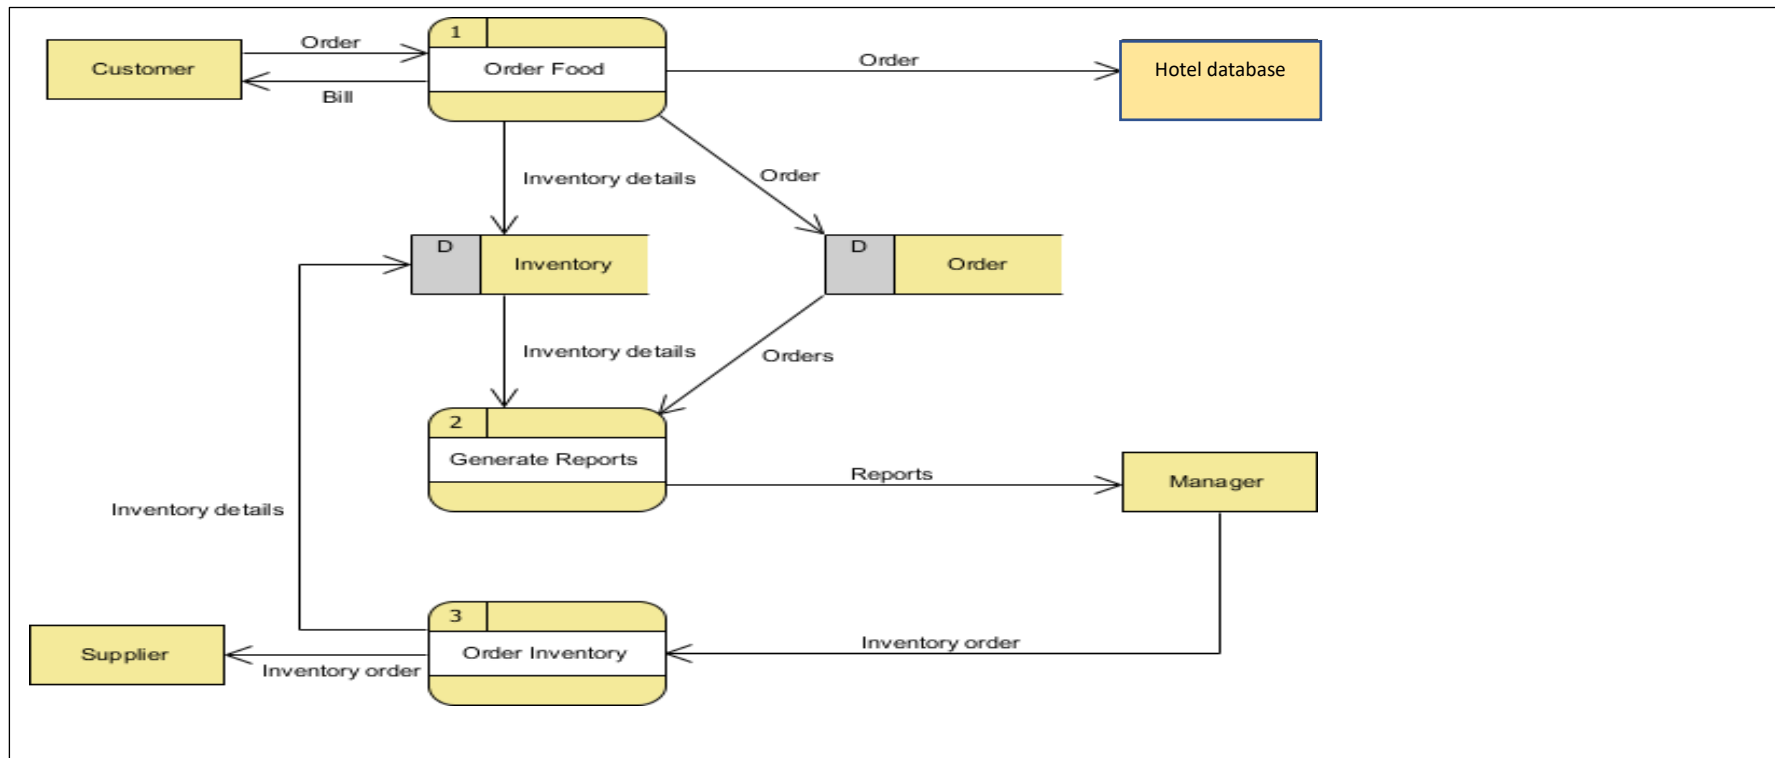 1
Order
Customer
Order Food
Order
Hotel database
Bill
Inventory details
Order
D
Inventory
D
Order
Inventory details
Orders
2
Generate Reports
Reports
Manager
Inventory details
3
Supplier
Order Inventory
Inventory order
Inventory order